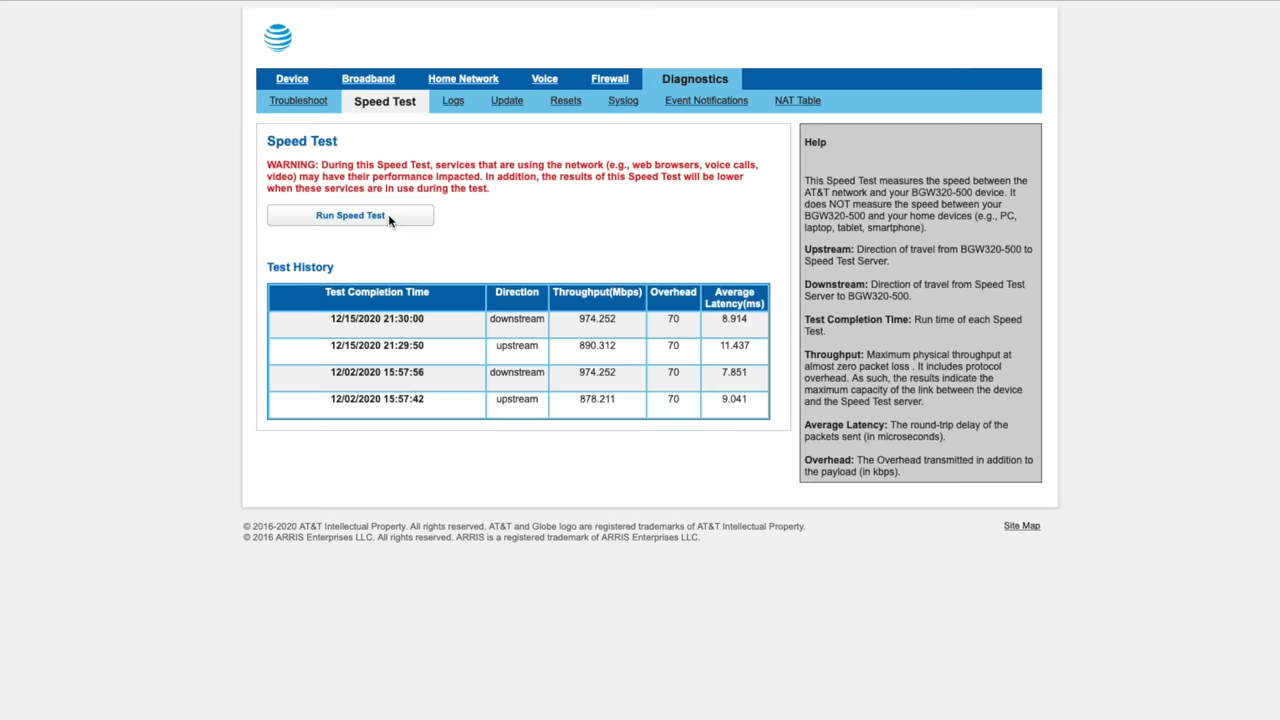 Device Broadband Home Network Voice Firewall Diagnostics
Troubleshoot Speed Test Logs Update Resets Syslog Event Notifications NAT Table
Speed Test
WARNING: During this Speed Test, services that are using the network (e.g., web browsers, voice calls,
video) may have their performance impacted. In addition, the results of this Speed Test will be lower
when these services are in use during the test.
Run Speed Test
Test History
Test Completion Time Direction Throughput(Mbps) Overhead Average
Latency(ms)
12/15/2020 21:30:00 downstream 974.252 70 8.914
12/15/2020 21:29:50 upstream 890.312 70 11.437
12/02/2020 15:57:56 downstream 974.252 70 7.851
12/02/2020 15:57:42 upstream 878.211 70 9.041
Help
This Speed Test measures the speed between the
AT&T network and your BGW320-500 device. It
does NOT measure the speed between your
BGW320-500 and your home devices (e.g., PC,
laptop, tablet, smartphone).
Upstream: Direction of travel from BGW320-500 to
Speed Test Server.
Downstream: Direction of travel from Speed Test
Server to BGW320-500.
Test Completion Time: Run time of each Speed
Test.
Throughput: Maximum physical throughput at
almost zero packet loss . It includes protocol
overhead. As such, the results indicate the
maximum capacity of the link between the device
and the Speed Test server.
Average Latency: The round-trip delay of the
packets sent (in microseconds).
Overhead: The Overhead transmitted in addition to
the payload (in kbps).
© 2016-2020 AT&T Intellectual Property. All rights reserved. AT&T and Globe logo are registered trademarks of AT&T Intellectual Property.
© 2016 ARRIS Enterprises LLC. All rights reserved. ARRIS is a registered trademark of ARRIS Enterprises LLC.
Site Map